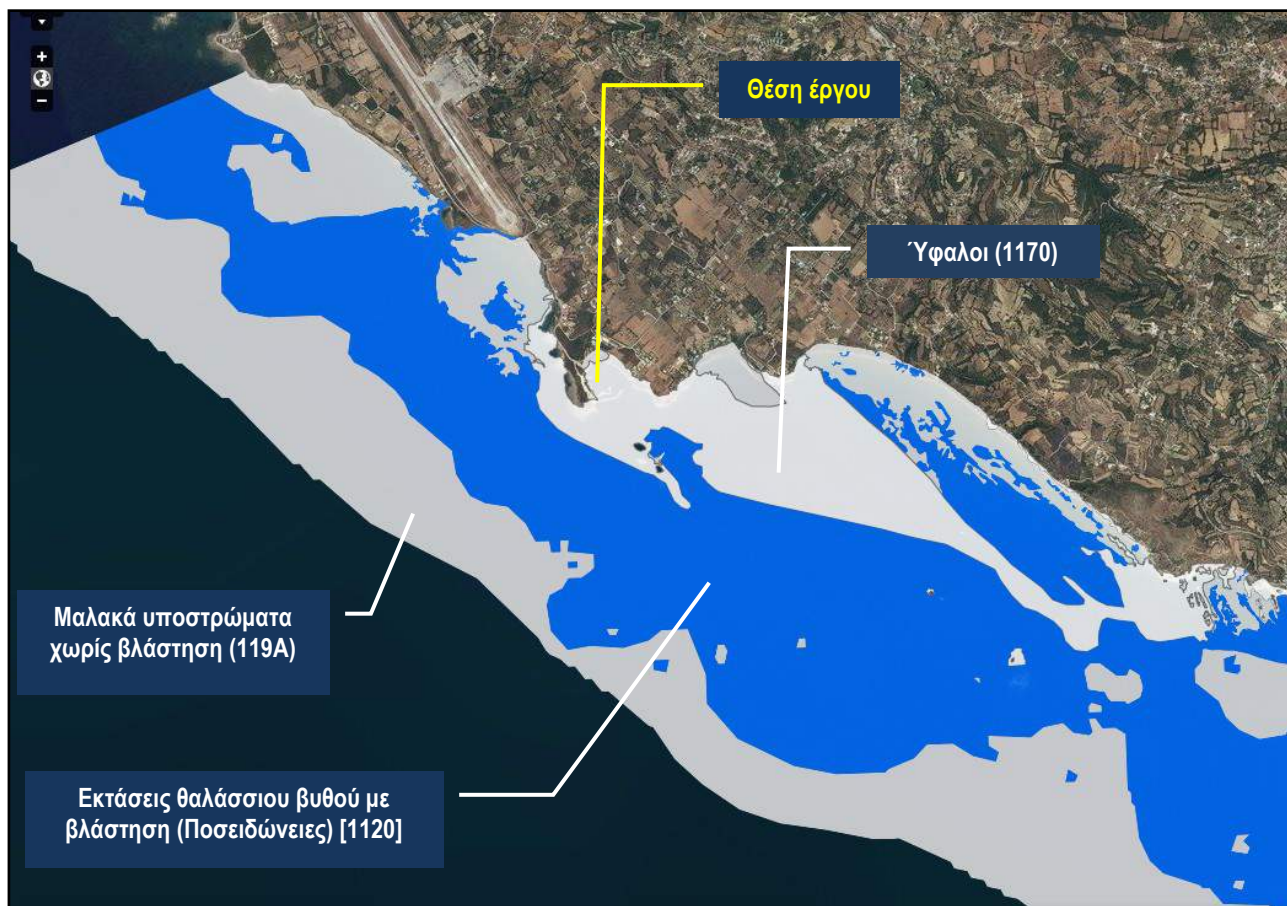 Θέση έργου
Ύφαλοι (1170)
Μαλακά υποστρώματα
χωρίς βλάστηση (119Α)
Εκτάσεις θαλάσσιου βυθού με
βλάστηση (Ποσειδώνειες) [1120]